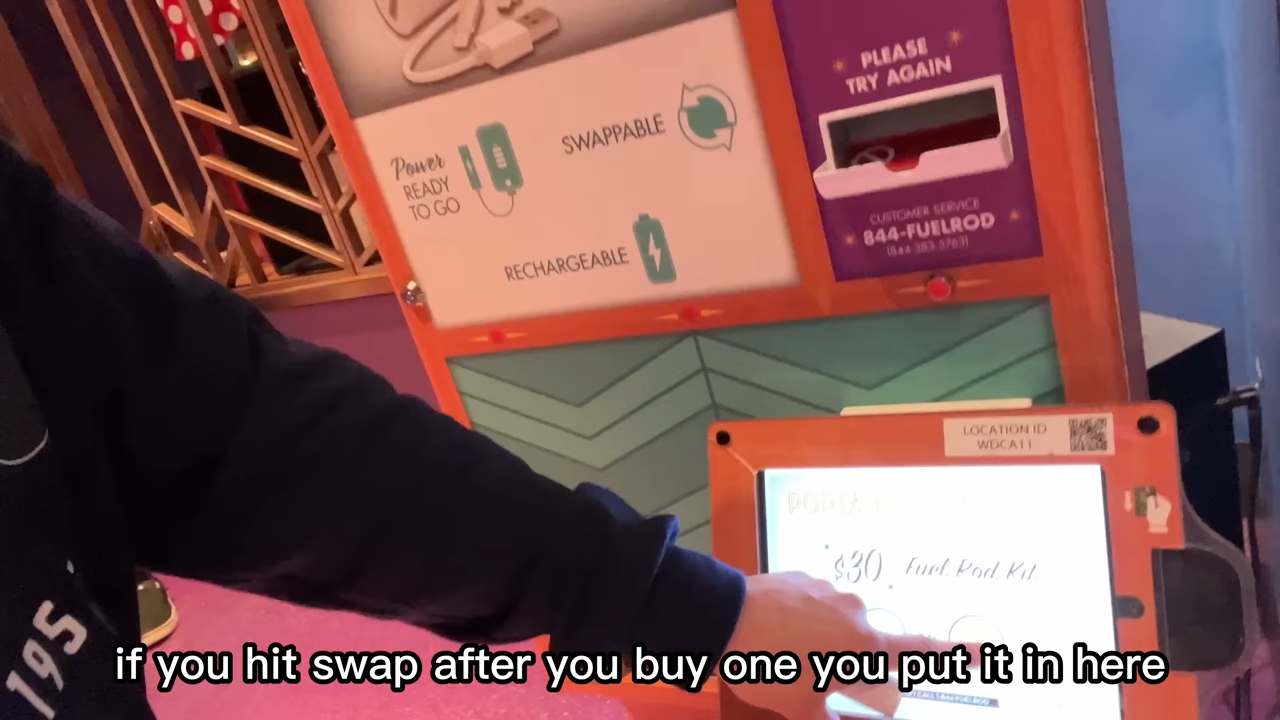 PLEASE
TRY AGAIN
Power
READY
TO GO
SWAPPABLE
RECHARGEABLE
CUSTOMER SERVICE
844-FUELROD
(844-383-5763)
LOCATION ID
WDCA11
$30 Fuel Rod Kit
195
if you hit swap after you buy one you put it in here